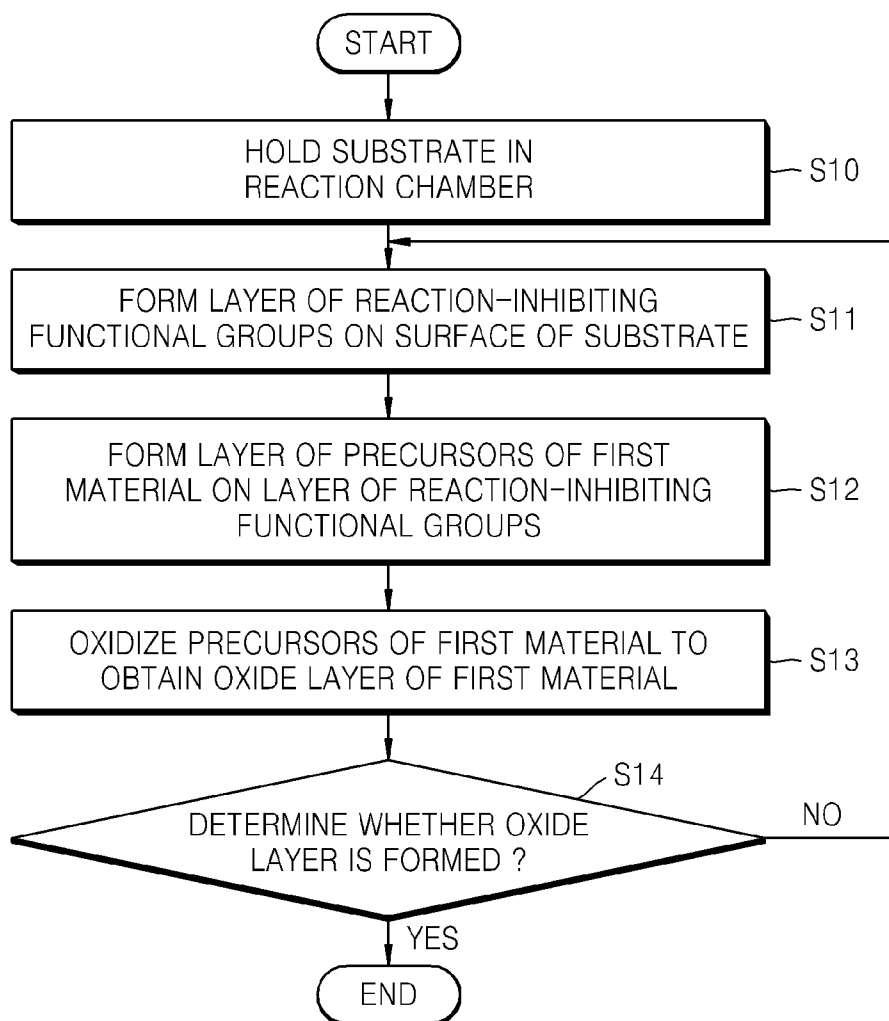 START
HOLD SUBSTRATE IN
REACTION CHAMBER
S10
FORM LAYER OF REACTION-INHIBITING
FUNCTIONAL GROUPS ON SURFACE OF SUBSTRATE
S11
FORM LAYER OF PRECURSORS OF FIRST
MATERIAL ON LAYER OF REACTION-INHIBITING
FUNCTIONAL GROUPS
S12
OXIDIZE PRECURSORS OF FIRST MATERIAL TO
OBTAIN OXIDE LAYER OF FIRST MATERIAL
S13
S14
DETERMINE WHETHER OXIDE
LAYER IS FORMED ?
NO
YES
END